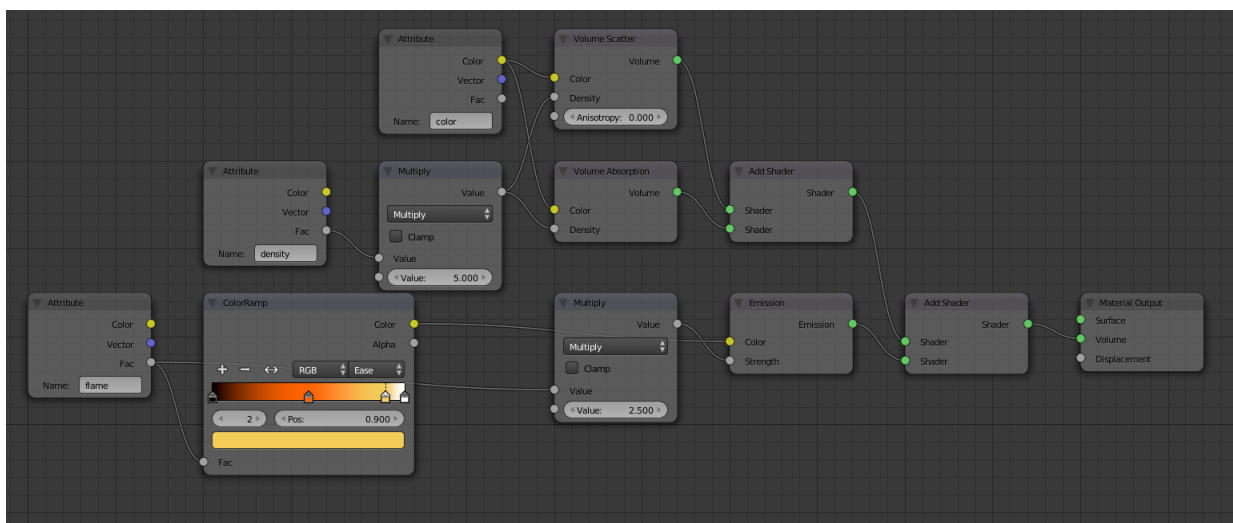 Attribute
Color
Vector
Fac
Name: color
Volume Scatter
Volume
Color
Density
Anisotropy: 0.000
Attribute
Color
Vector
Fac
Name: density
Multiply
Value
Multiply
Clamp
Value
Value: 5.000
Volume Absorption
Volume
Color
Density
Add Shader
Shader
Shader
Shader
Attribute
Color
Vector
Fac
Name: flame
ColorRamp
Color
Alpha
RGB Ease
2 Pos: 0.900
Fac
Multiply
Value
Multiply
Clamp
Value
Value: 2.500
Emission
Emission
Color
Strength
Add Shader
Shader
Shader
Shader
Material Output
Surface
Volume
Displacement